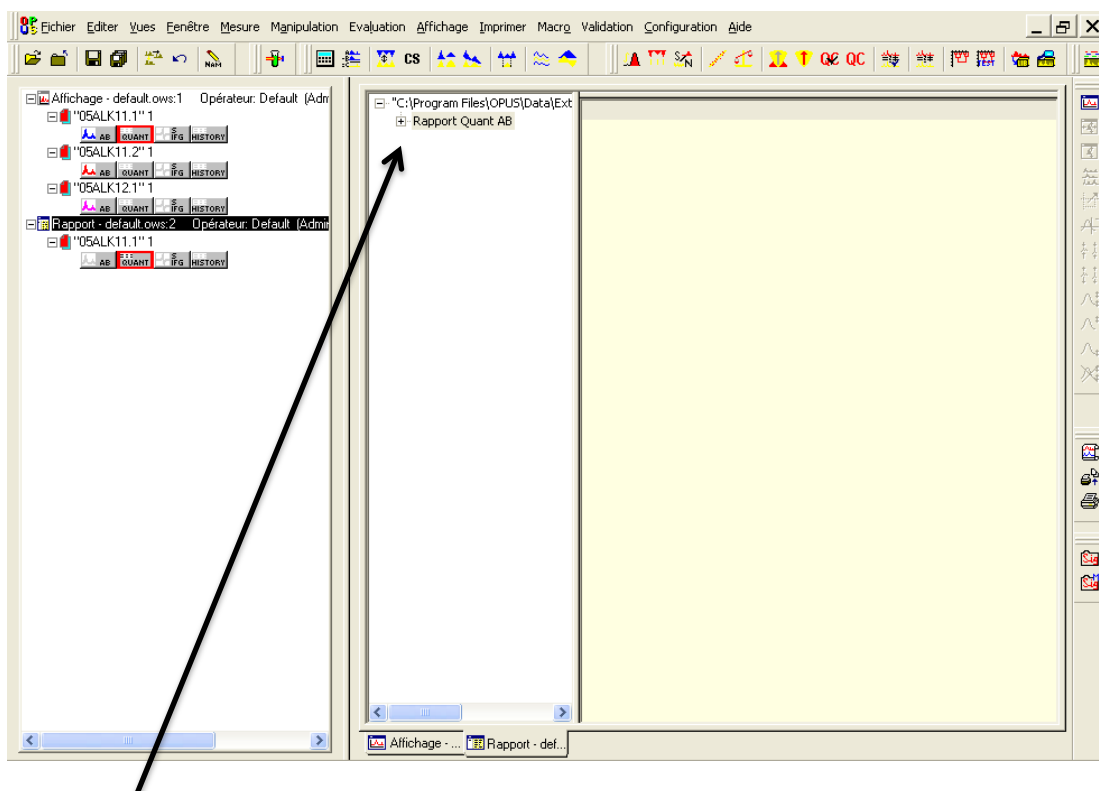 Fichier Editer Vues Fenêtre Mesure Manipulation Evaluation Affichage Imprimer Macro Validation Configuration Aide
NAM CS S/N QC QC TEST
Affichage - default.ows:1 Opérateur: Default (Adm
"05ALK11.1" 1
AB QUANT S IFG HISTORY
"05ALK11.2" 1
AB QUANT S IFG HISTORY
"05ALK12.1" 1
AB QUANT S IFG HISTORY
Rapport - default.ows:2 Opérateur: Default (Admi
"05ALK11.1" 1
AB QUANT S IFG HISTORY
"C:\Program Files\OPUS\Data\Ext
Rapport Quant AB
Affichage - ... Rapport - def...